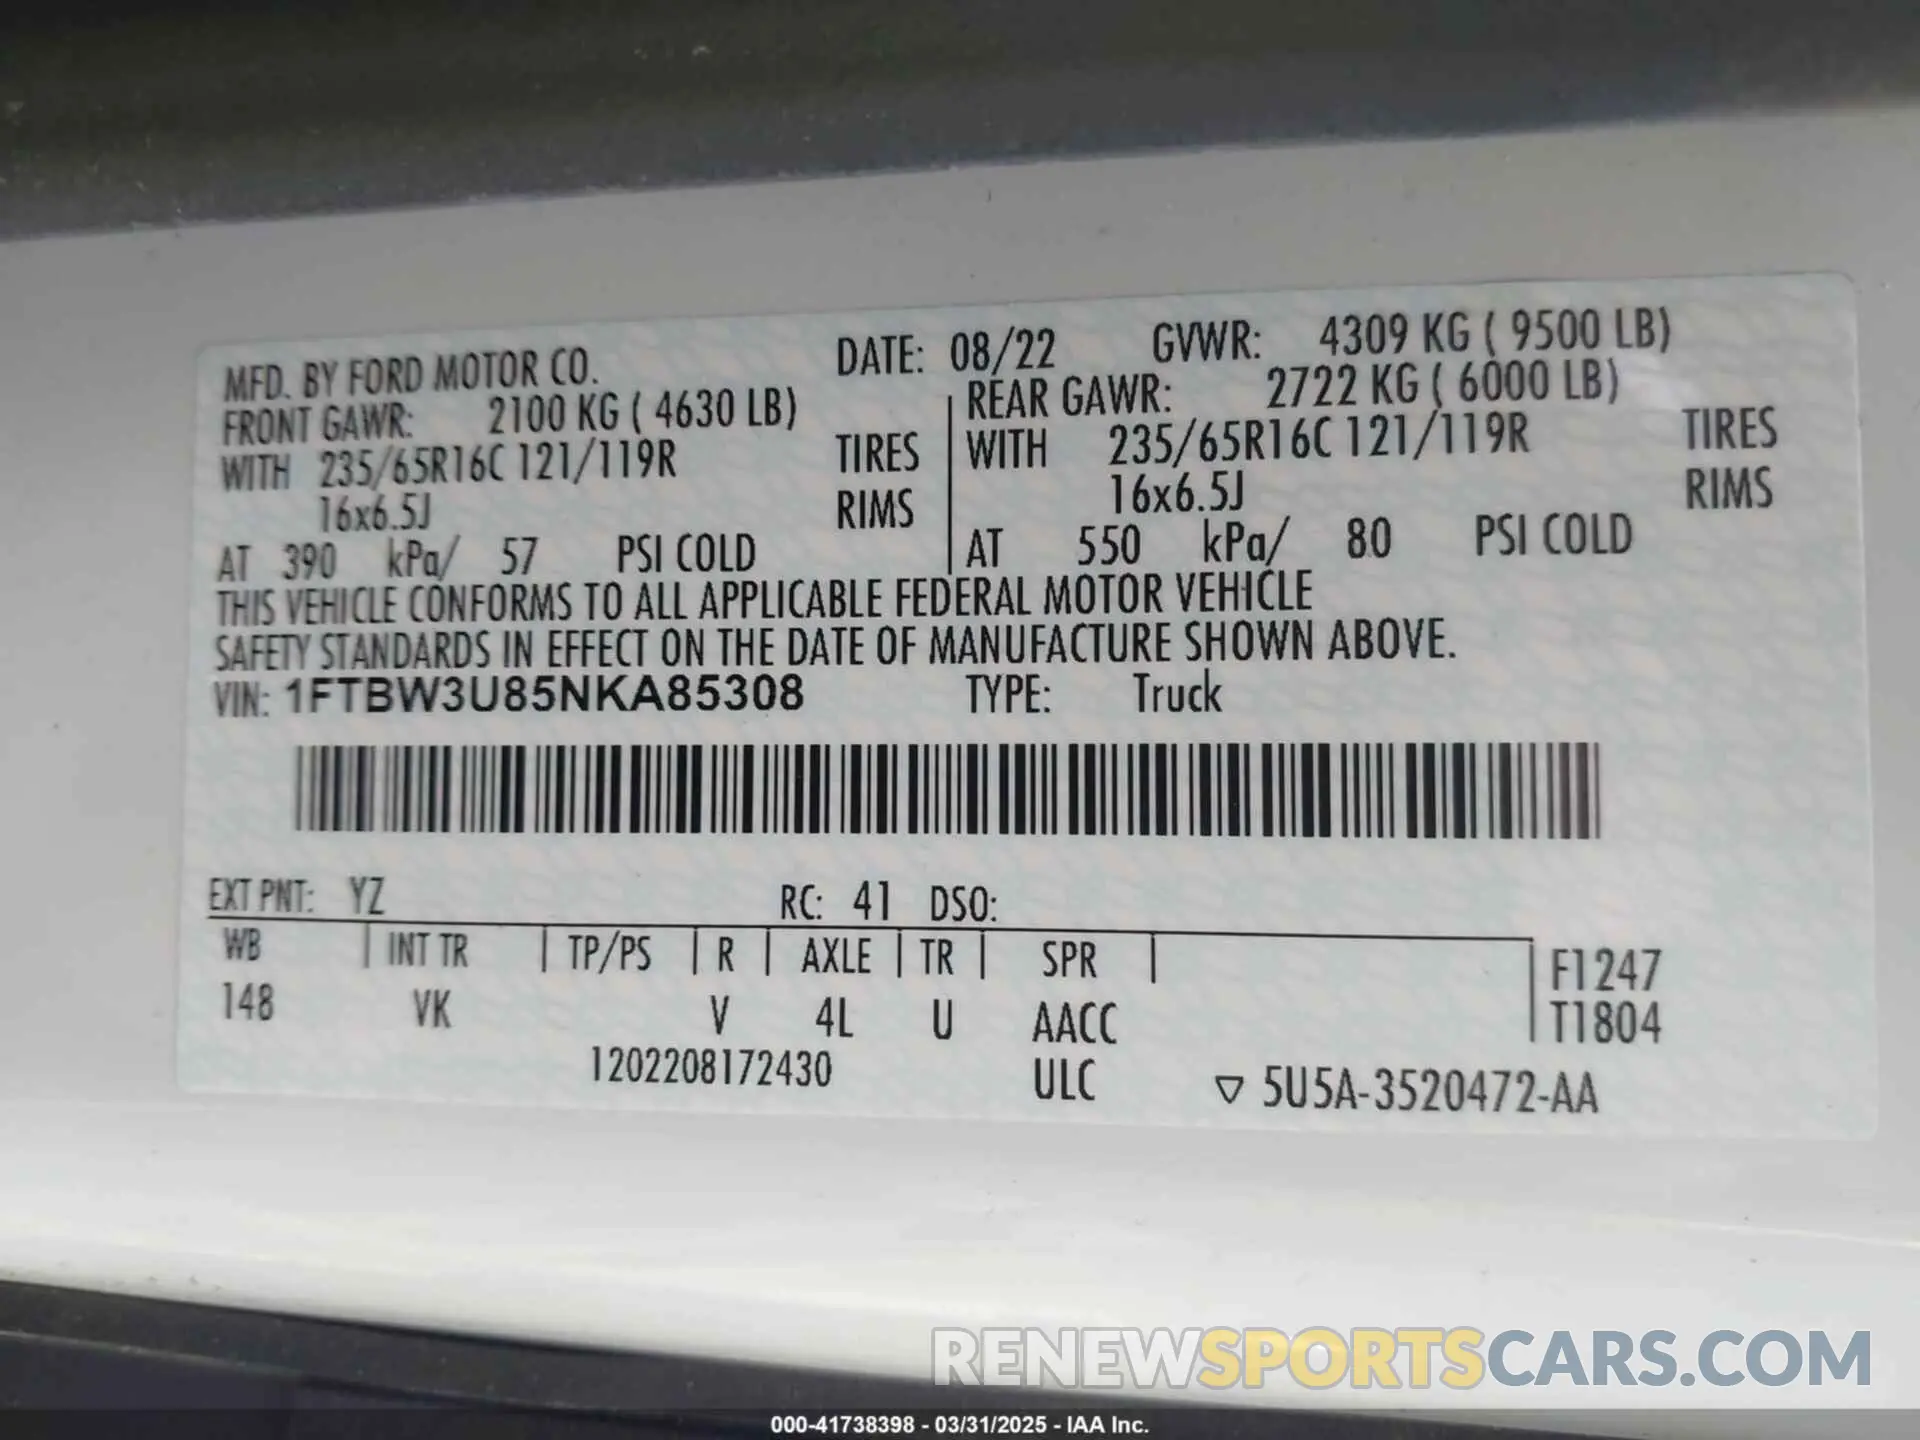 MFD. BY FORD MOTOR CO. DATE: 08/22 GVWR: 4309 KG ( 9500 LB)
FRONT GAWR: 2100 KG ( 4630 LB) REAR GAWR: 2722 KG ( 6000 LB)
WITH 235/65R16C 121/119R TIRES WITH 235/65R16C 121/119R TIRES
16x6.5J RIMS 16x6.5J RIMS
AT 390 kPa/ 57 PSI COLD AT 550 kPa/ 80 PSI COLD
THIS VEHICLE CONFORMS TO ALL APPLICABLE FEDERAL MOTOR VEHICLE
SAFETY STANDARDS IN EFFECT ON THE DATE OF MANUFACTURE SHOWN ABOVE.
VIN: 1FTBW3U85NKA85308 TYPE: Truck
EXT PNT: YZ RC: 41 DSO:
WB INT TR TP/PS R AXLE TR SPR F1247
148 VK V 4L U AACC T1804
1202208172430 ULC ▽ 5U5A-3520472-AA
RENEWSPORTSCARS.COM
000-41738398 - 03/31/2025 - IAA Inc.